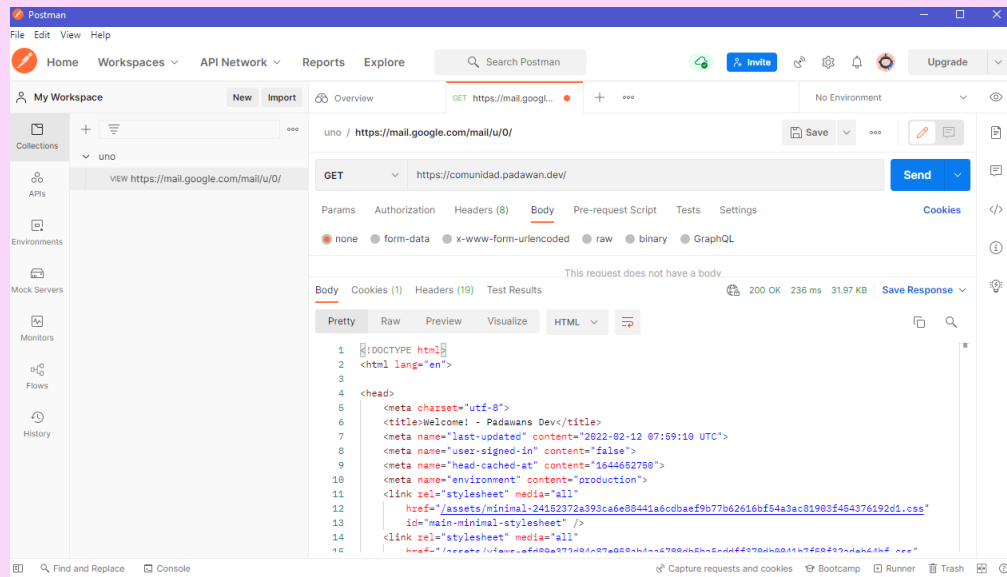 Postman
File Edit View Help
Home Workspaces API Network Reports Explore Search Postman Invite Upgrade
My Workspace New Import Overview GET https://mail.googl... No Environment
Collections
uno
VIEW https://mail.google.com/mail/u/0/
APIs
Environments
Mock Servers
Monitors
Flows
History
uno / https://mail.google.com/mail/u/0/ Save
GET https://comunidad.padawan.dev/ Send
Params Authorization Headers (8) Body Pre-request Script Tests Settings Cookies
none form-data x-www-form-urlencoded raw binary GraphQL
This request does not have a body
Body Cookies (1) Headers (19) Test Results 200 OK 236 ms 31.97 KB Save Response
Pretty Raw Preview Visualize HTML
1 <!DOCTYPE html>
2 <html lang="en">
3
4 <head>
5 <meta charset="utf-8">
6 <title>Welcome! - Padawans Dev</title>
7 <meta name="last-updated" content="2022-02-12 07:59:10 UTC">
8 <meta name="user-signed-in" content="false">
9 <meta name="head-cached-at" content="1644652750">
10 <meta name="environment" content="production">
11 <link rel="stylesheet" media="all"
12 href="/assets/minimal-24152372a393ca6e88441a6cdbaef9b77b62616bf54a3ac81903f454376192d1.css"
13 id="main-minimal-stylesheet" />
14 <link rel="stylesheet" media="all"
15
Find and Replace Console Capture requests and cookies Bootcamp Runner Trash